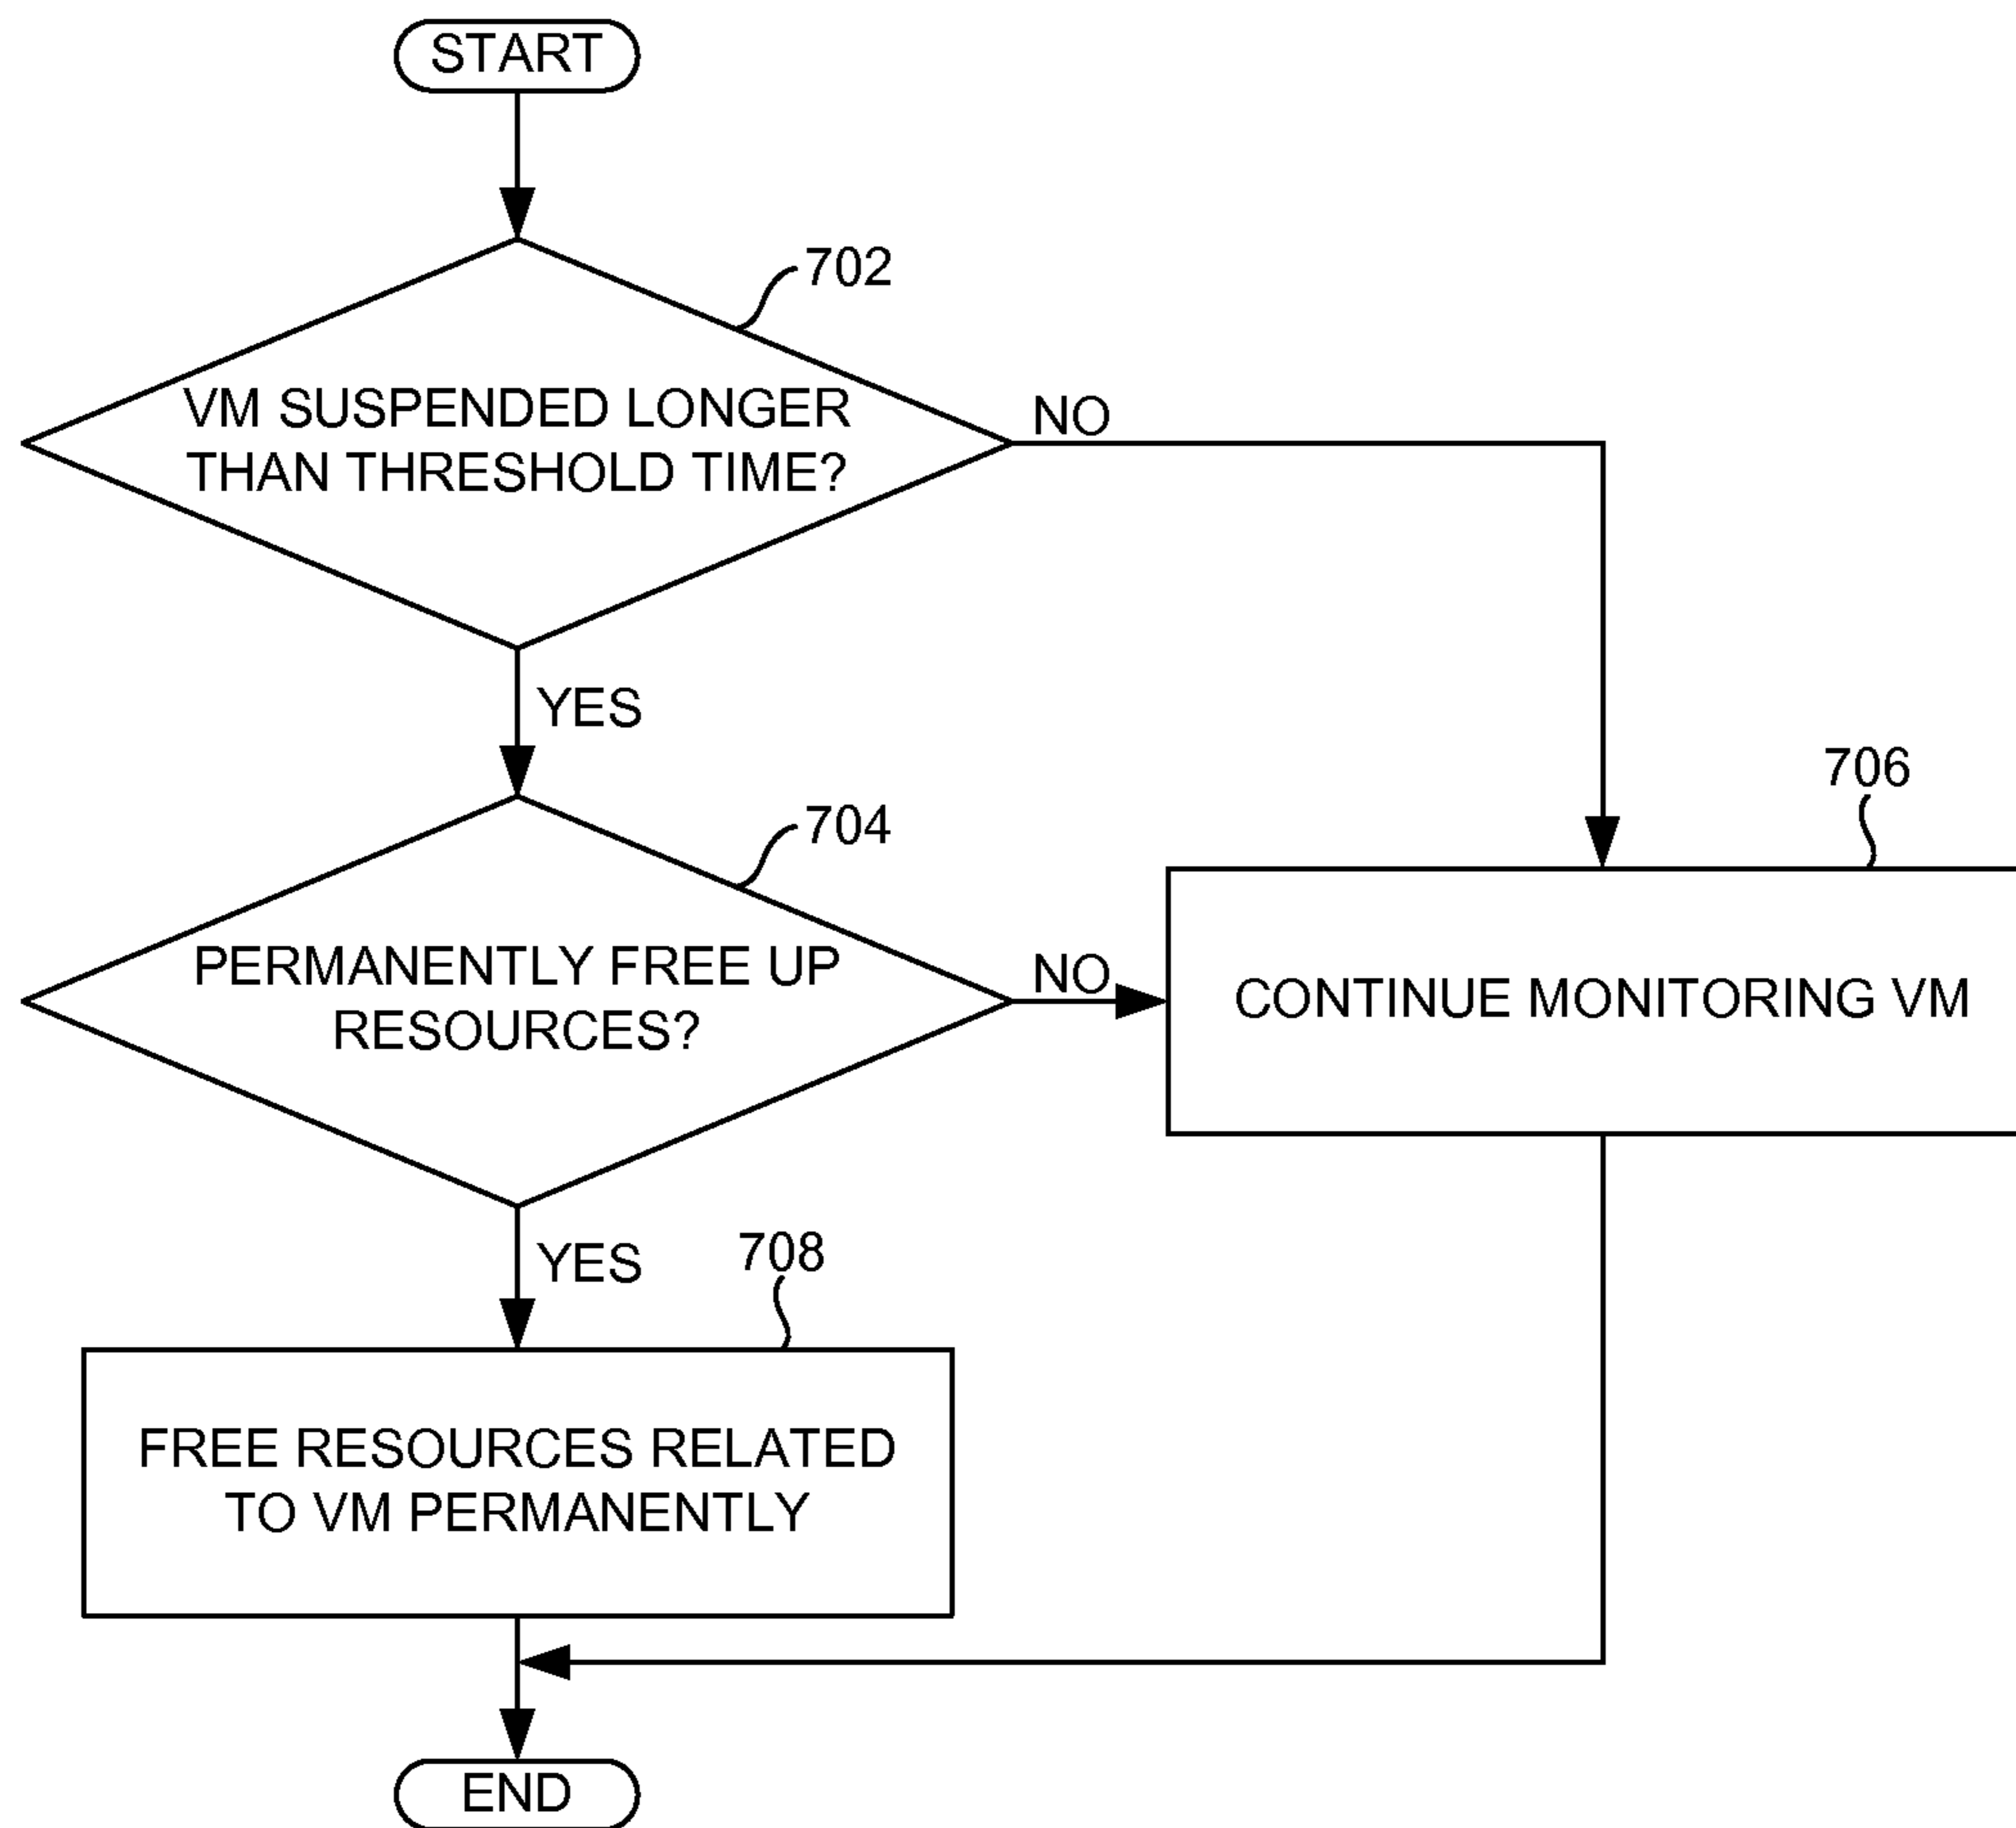 START
702
VM SUSPENDED LONGER
THAN THRESHOLD TIME?
NO
YES
704
706
PERMANENTLY FREE UP
RESOURCES?
NO
CONTINUE MONITORING VM
YES
708
FREE RESOURCES RELATED
TO VM PERMANENTLY
END